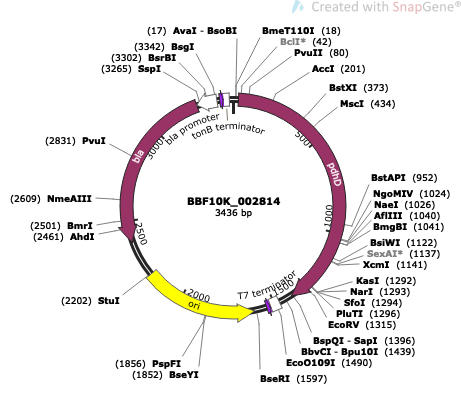 Created with SnapGene®
(17) AvaI - BsoBI
BmeT110I (18)
(3342) BsgI
BclI* (42)
(3302) BsrBI
PvuII (80)
(3265) SspI
AccI (201)
BstXI (373)
MscI (434)
bla promoter
tonB terminator
500
3000
(2831) PvuI
bla
pdhD
BstAPI (952)
(2609) NmeAIII
NgoMIV (1024)
BBF10K_002814
NaeI (1026)
3436 bp
1000
AflIII (1040)
(2501) BmrI
BmgBI (1041)
(2461) AhdI
2500
BsiWI (1122)
SexAI* (1137)
XcmI (1141)
T7 terminator
KasI (1292)
1500
NarI (1293)
(2202) StuI
2000
SfoI (1294)
ori
PluTI (1296)
EcoRV (1315)
BspQI - SapI (1396)
BbvCI - Bpu10I (1439)
(1856) PspFI
EcoO109I (1490)
(1852) BseYI
BseRI (1597)